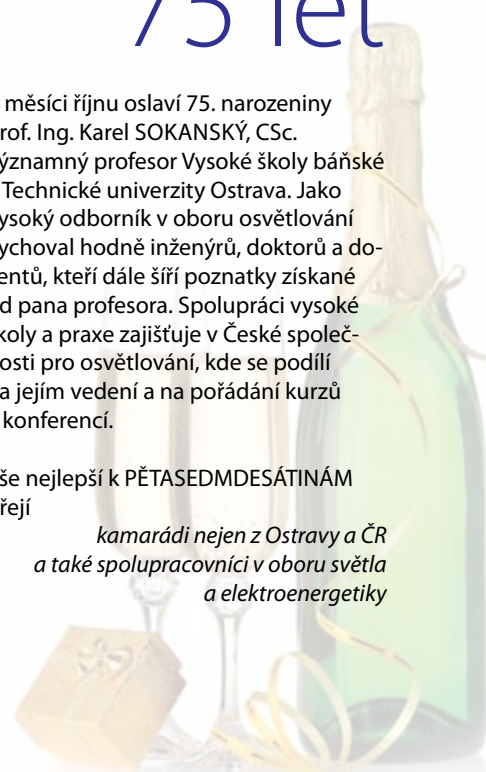 75 let
měsíci říjnu oslaví 75. narozeniny
rof. Ing. Karel SOKANSKÝ, CSc.
ýznamný profesor Vysoké školy báňské
Technické univerzity Ostrava. Jako
ysoký odborník v oboru osvětlování
ychoval hodně inženýrů, doktorů a do-
entů, kteří dále šíří poznatky získané
d pana profesora. Spolupráci vysoké
koly a praxe zajišťuje v České společ-
osti pro osvětlování, kde se podílí
a jejím vedení a na pořádání kurzů
konferencí.
še nejlepší k PĚTASEDMDESÁTINÁM
řejí
kamarádi nejen z Ostravy a ČR
a také spolupracovníci v oboru světla
a elektroenergetiky